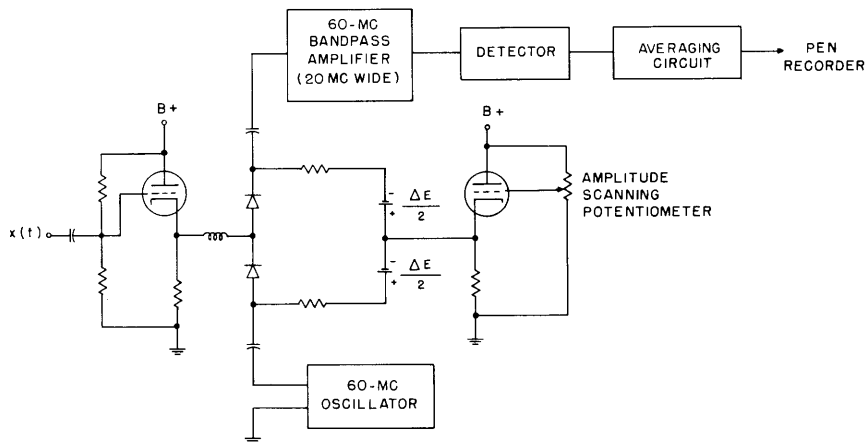 60-MC
BANDPASS
AMPLIFIER
(20 MC WIDE)
DETECTOR
AVERAGING
CIRCUIT
PEN
RECORDER
B+
B+
x(t)
- ΔE
+ 2
- ΔE
+ 2
AMPLITUDE
SCANNING
POTENTIOMETER
60-MC
OSCILLATOR